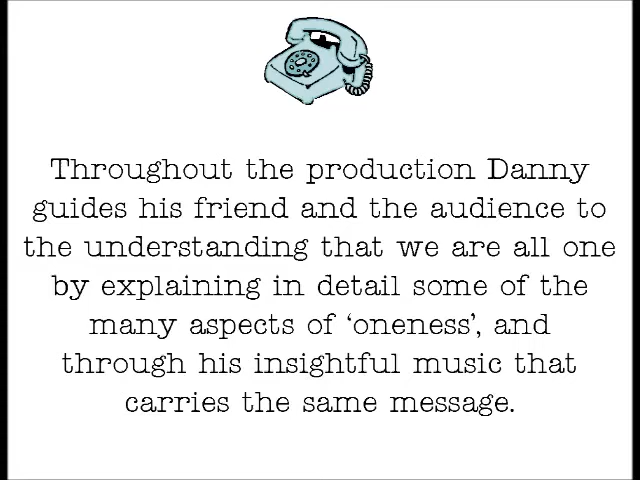 Throughout the production Danny
guides his friend and the audience to
the understanding that we are all one
by explaining in detail some of the
many aspects of ‘oneness’, and
through his insightful music that
carries the same message.